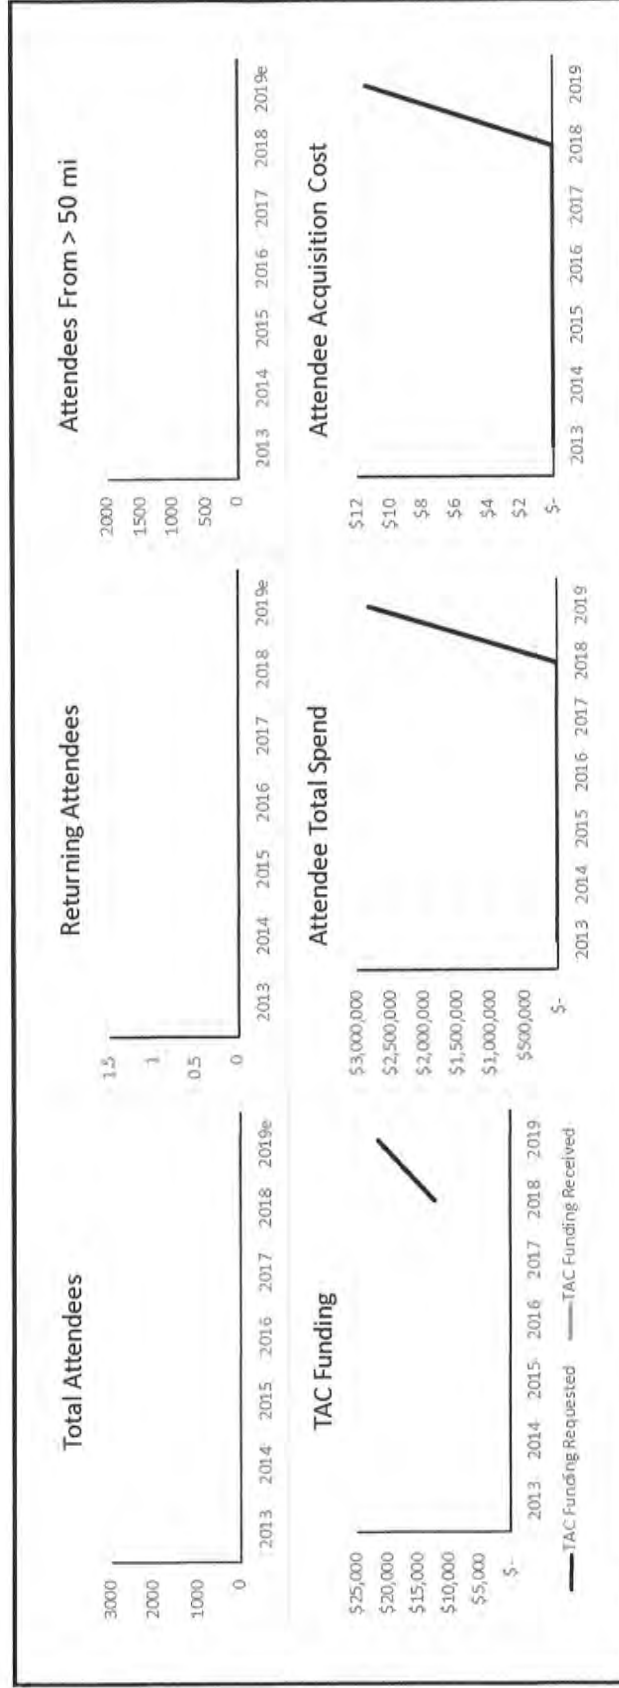 Total Attendees
3000
2000
1000
0
2013 2014 2015 2016 2017 2018 2019e
Returning Attendees
1.5
1
0.5
0
2013 2014 2015 2016 2017 2018 2019e
Attendees From > 50 mi
2000
1500
1000
500
0
2013 2014 2015 2016 2017 2018 2019e
TAC Funding
$25,000
$20,000
$15,000
$10,000
$5,000
$-
2013 2014 2015 2016 2017 2018 2019
TAC Funding Requested TAC Funding Received
Attendee Total Spend
$3,000,000
$2,500,000
$2,000,000
$1,500,000
$1,000,000
$500,000
$-
2013 2014 2015 2016 2017 2018 2019
Attendee Acquisition Cost
$12
$10
$8
$6
$4
$2
$-
2013 2014 2015 2016 2017 2018 2019